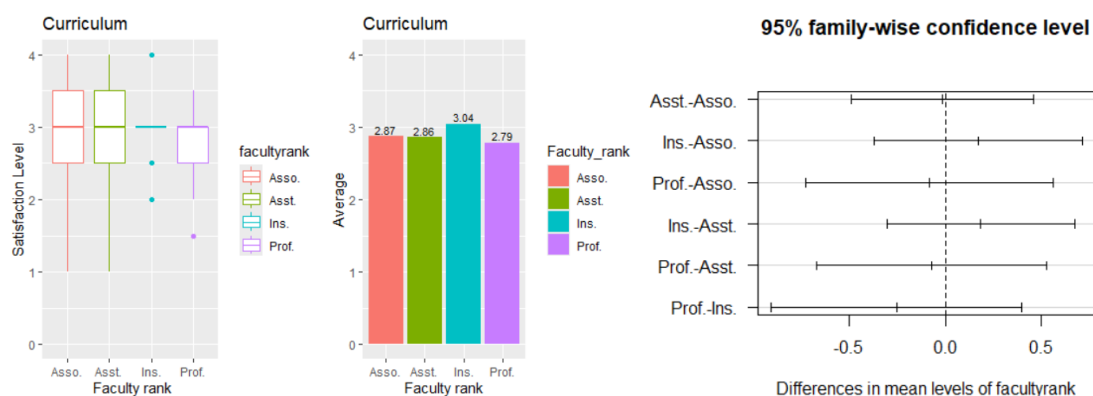 Curriculum
Satisfaction Level
4
3
2
1
0
Asso. Asst. Ins. Prof.
Faculty rank
factyrank
Asso.
Asst.
Ins.
Prof.
Curriculum
Average
4
3
2
1
0
2.87 2.86 3.04 2.79
Asso. Asst. Ins. Prof.
Faculty rank
Faculty_rank
Asso.
Asst.
Ins.
Prof.
95% family-wise confidence level
Asst.-Asso.
Ins.-Asso.
Prof.-Asso.
Ins.-Asst.
Prof.-Asst.
Prof.-Ins.
-0.5 0.0 0.5
Differences in mean levels of facultyrank